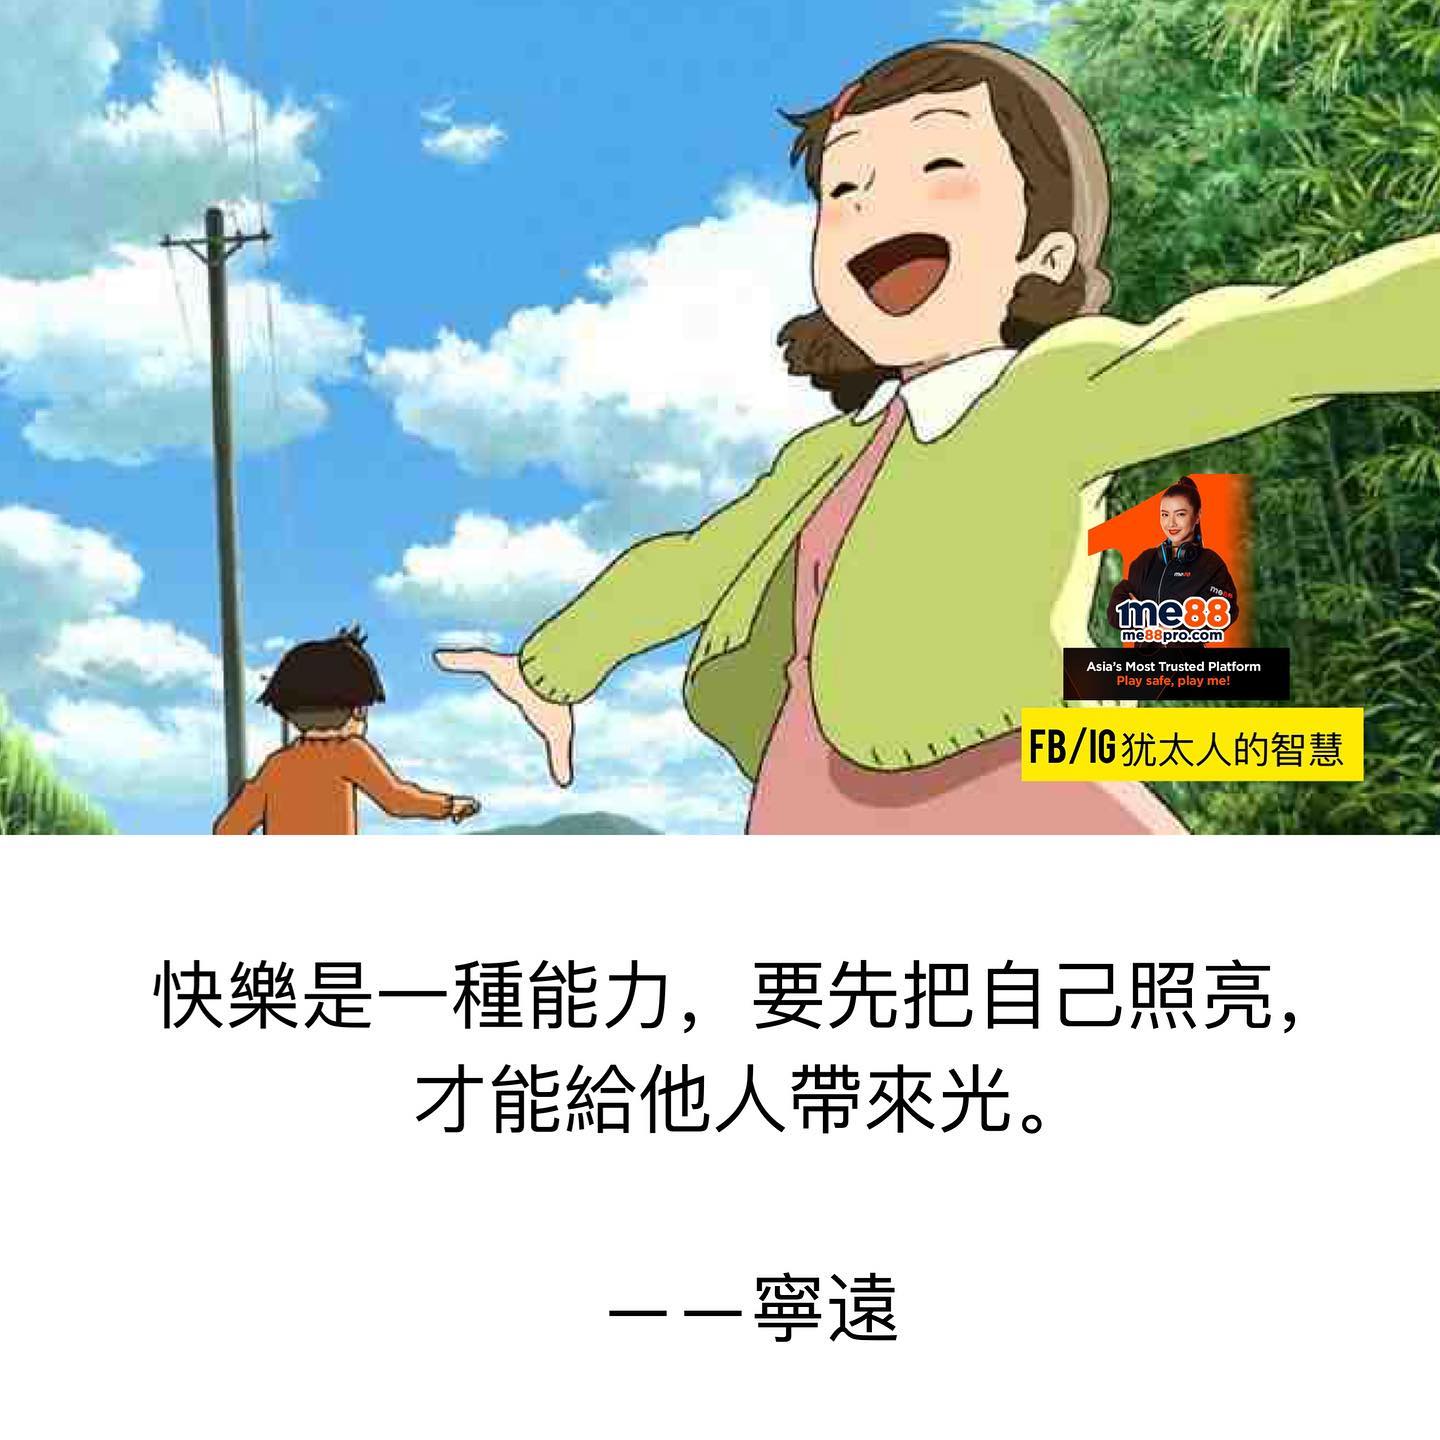 me88
me88
me88
me88pro.com
Asia's Most Trusted Platform
Play safe, play me!
FB/IG犹太人的智慧
快樂是一種能力，要先把自己照亮，
才能給他人帶來光。
——寧遠